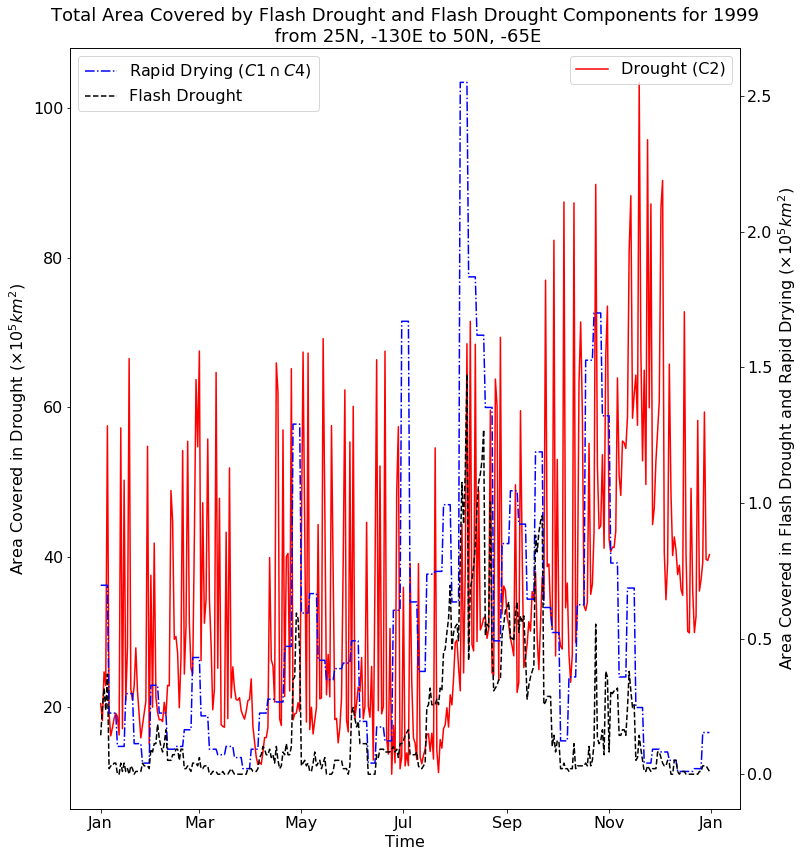 Total Area Covered by Flash Drought and Flash Drought Components for 1999
from 25N, -130E to 50N, -65E
Rapid Drying (C1 ∩ C4)
Flash Drought
Drought (C2)
Area Covered in Drought (×10⁵km²)
100
80
60
40
20
2.5
2.0
1.5
1.0
0.5
0.0
Area Covered in Flash Drought and Rapid Drying (×10⁵km²)
Jan
Mar
May
Jul
Sep
Nov
Jan
Time